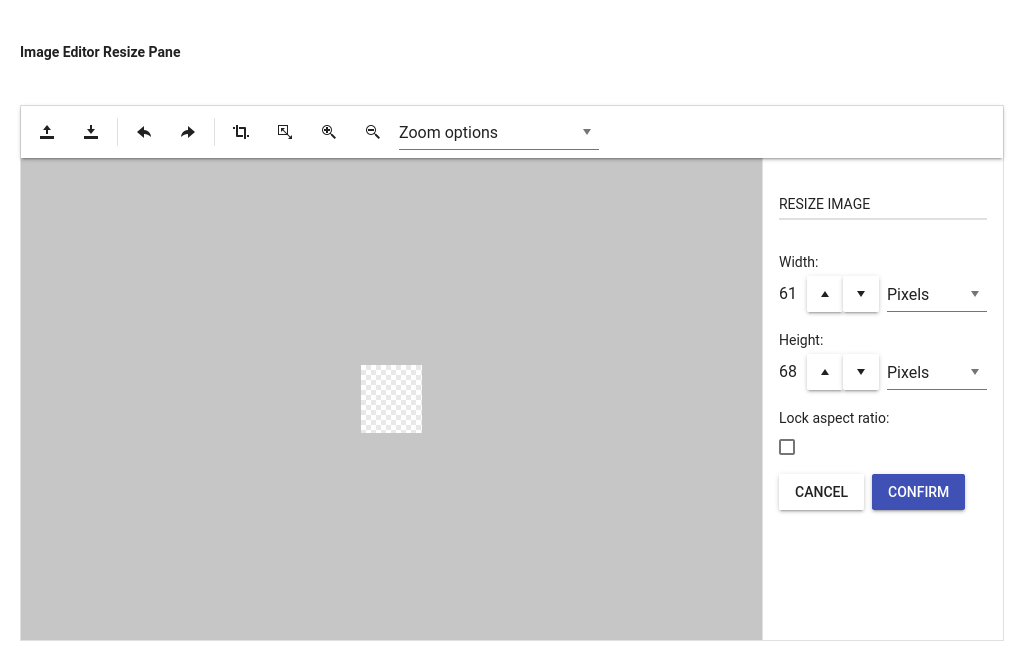 Image Editor Resize Pane
Zoom options
RESIZE IMAGE
Width:
61 Pixels
Height:
68 Pixels
Lock aspect ratio:
CANCEL CONFIRM